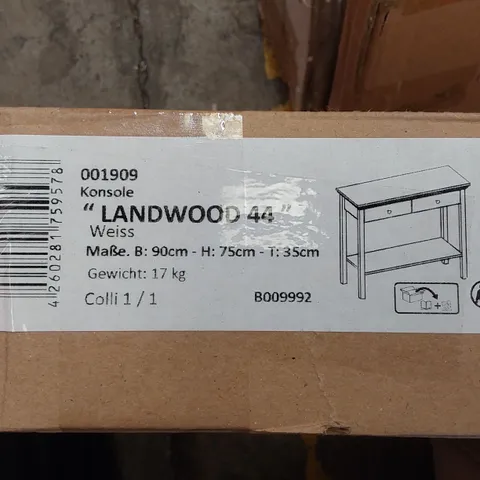 001909
Konsole
“ LANDWOOD 44 ”
Weiss
Maße. B: 90cm - H: 75cm - T: 35cm
Gewicht: 17 kg
Colli 1 / 1
B009992
4260281759578